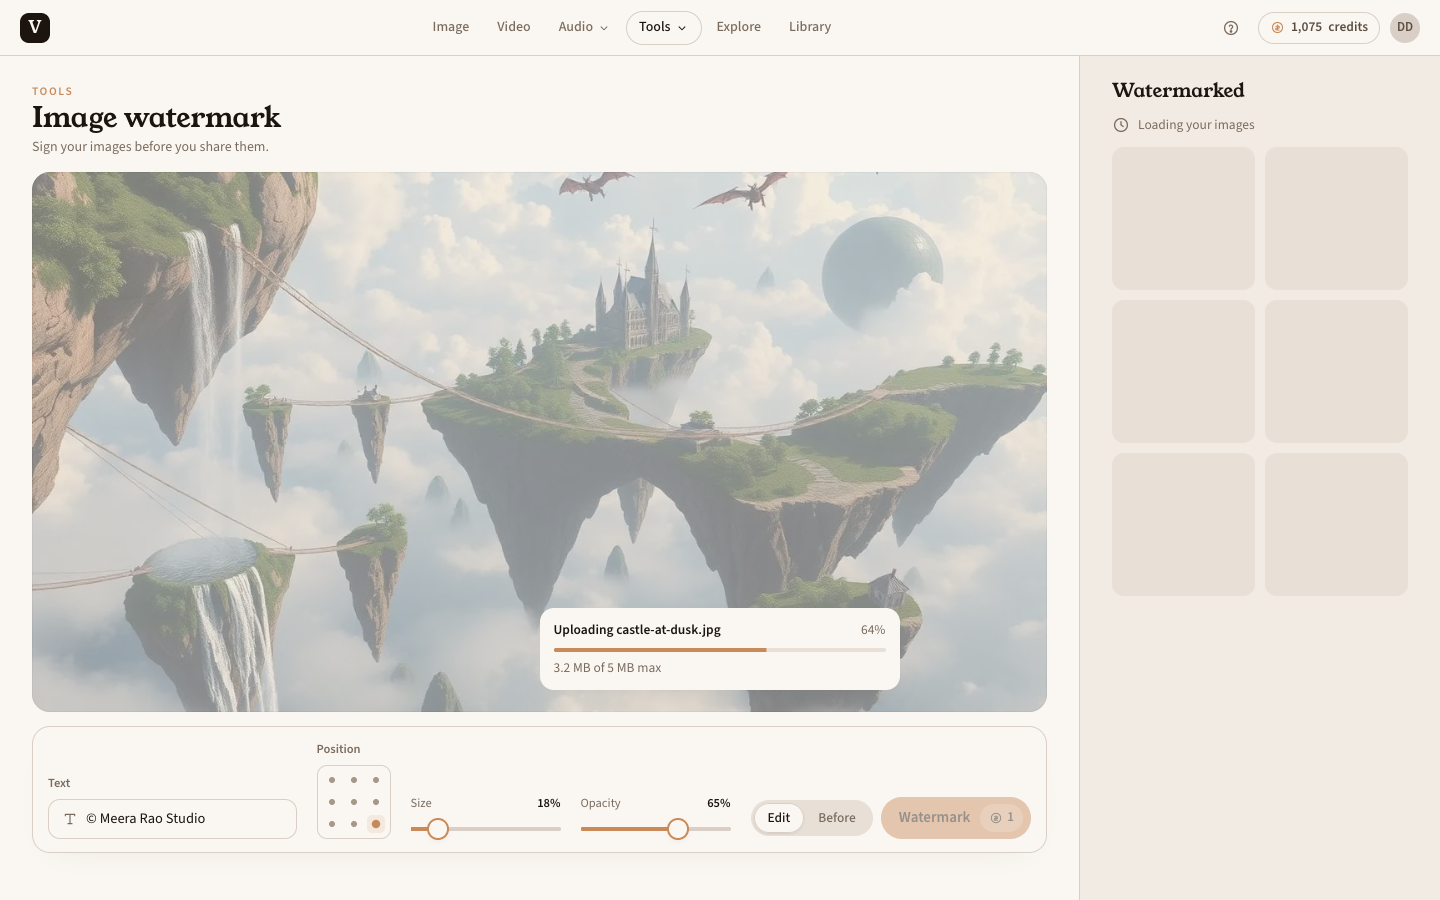 V
Image
Video
Audio
Tools
Explore
Library
1,075 credits
DD
TOOLS
Image watermark
Sign your images before you share them.
Uploading castle-at-dusk.jpg
64%
3.2 MB of 5 MB max
Text
© Meera Rao Studio
Position
Size
18%
Opacity
65%
Edit
Before
Watermark
1
Watermarked
Loading your images